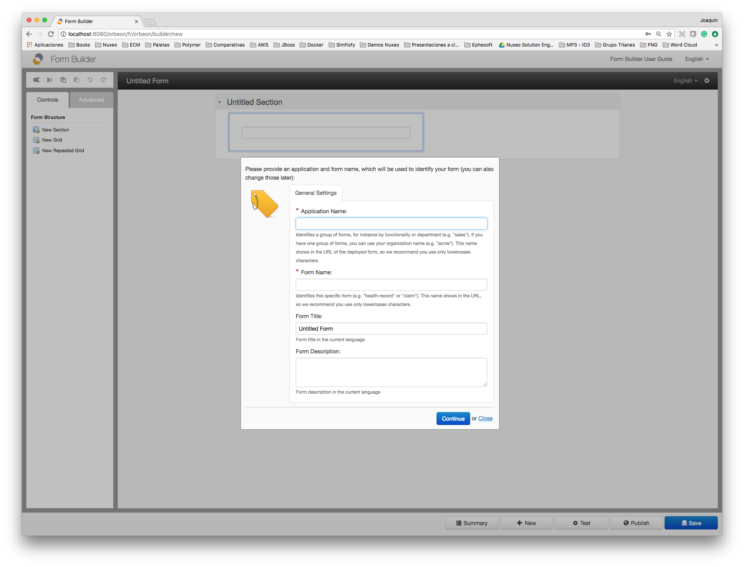 Joaquin
Form Builder
localhost:8080/orbeon/fr/orbeon/builder/new
Aplicaciones Books Nuxeo ECM Paletas Polymer Comparativas AWS JBoss Docker Simflofy Demos Nuxeo Presentaciones a cl... Ephesoft Nuxeo Solution Eng... MP3 - ID3 Grupo Titanes FNG Word Cloud »
Form Builder
Form Builder User Guide English
Untitled Form
English
Controls Advanced
Form Structure
New Section
New Grid
New Repeated Grid
Untitled Section
Please provide an application and form name, which will be used to identify your form (you can also
change those later):
General Settings
* Application Name:
Identifies a group of forms, for instance by functionality or department (e.g. "sales"). If you
have one group of forms, you can use your organization name (e.g. "acme"). This name
shows in the URL of the deployed form, so we recommend you use only lowercases
characters.
* Form Name:
Identifies this specific form (e.g. "health-record" or "claim"). This name shows in the URL,
so we recommend you use only lowercases characters.
Form Title:
Untitled Form
Form title in the current language
Form Description:
Form description in the current language
Continue or Close
Summary New Test Publish Save